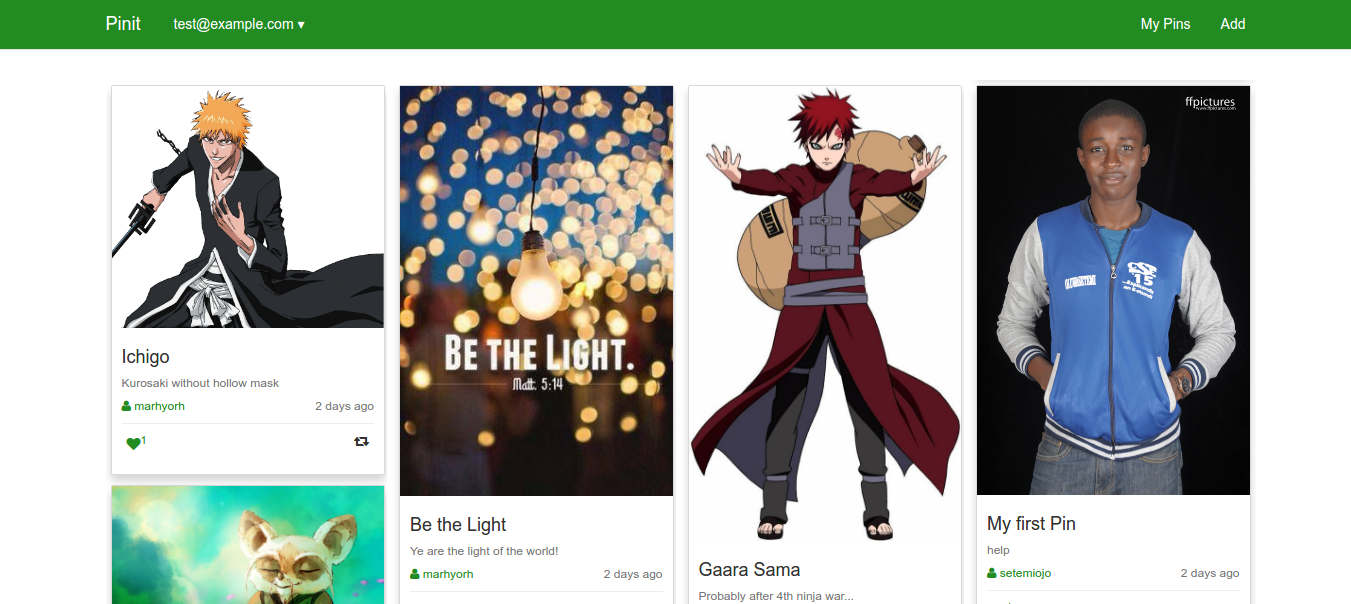 Pinit
test@example.com ▾
My Pins
Add
Ichigo
Kurosaki without hollow mask
marhyorh
2 days ago
1
BE THE LIGHT.
Matt. 5:14
Be the Light
Ye are the light of the world!
marhyorh
2 days ago
Gaara Sama
Probably after 4th ninja war...
ffpictures
15
My first Pin
help
setemiojo
2 days ago